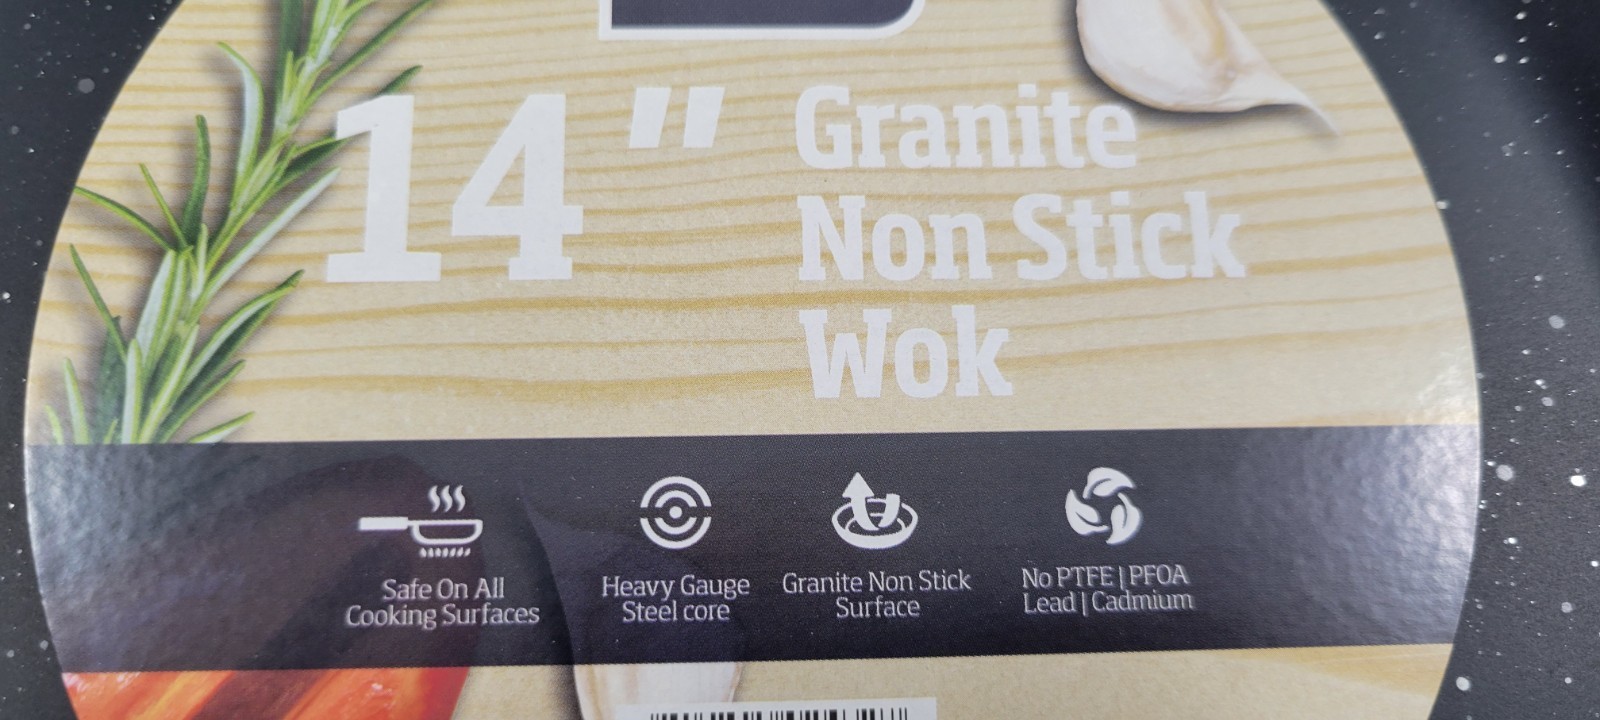 14"
Granite
Non Stick
Wok
Safe On All
Cooking Surfaces
Heavy Gauge
Steel core
Granite Non Stick
Surface
No PTFE | PFOA
Lead | Cadmium